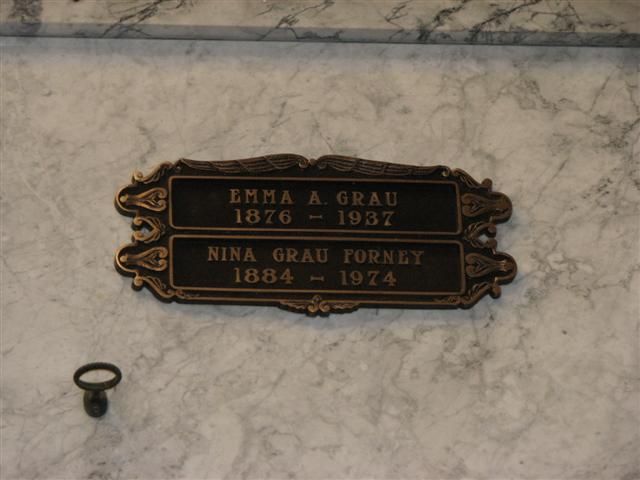 EMMA A. GRAU
1876 - 1937
NINA GRAU FORNEY
1884 - 1974